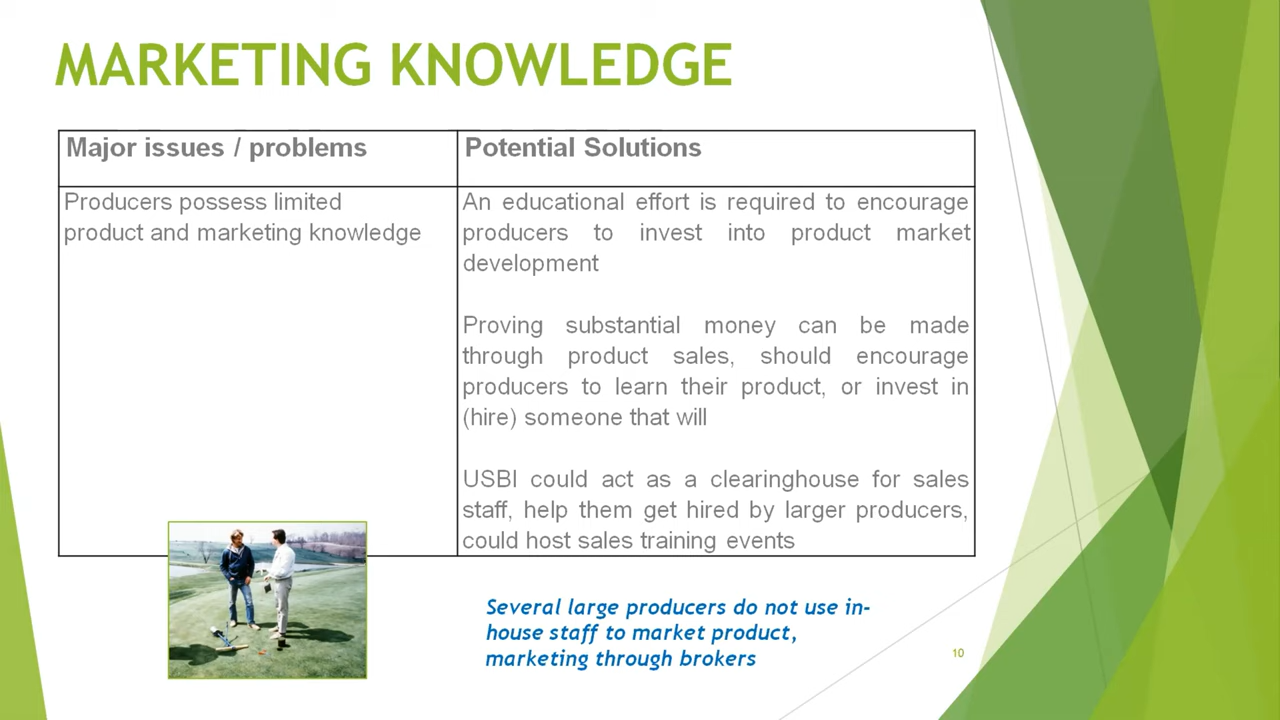 MARKETING KNOWLEDGE
Major issues / problems
Potential Solutions
Producers possess limited
product and marketing knowledge
An educational effort is required to encourage
producers to invest into product market
development
Proving substantial money can be made
through product sales, should encourage
producers to learn their product, or invest in
(hire) someone that will
USBI could act as a clearinghouse for sales
staff, help them get hired by larger producers,
could host sales training events
Several large producers do not use in-
house staff to market product,
marketing through brokers
10